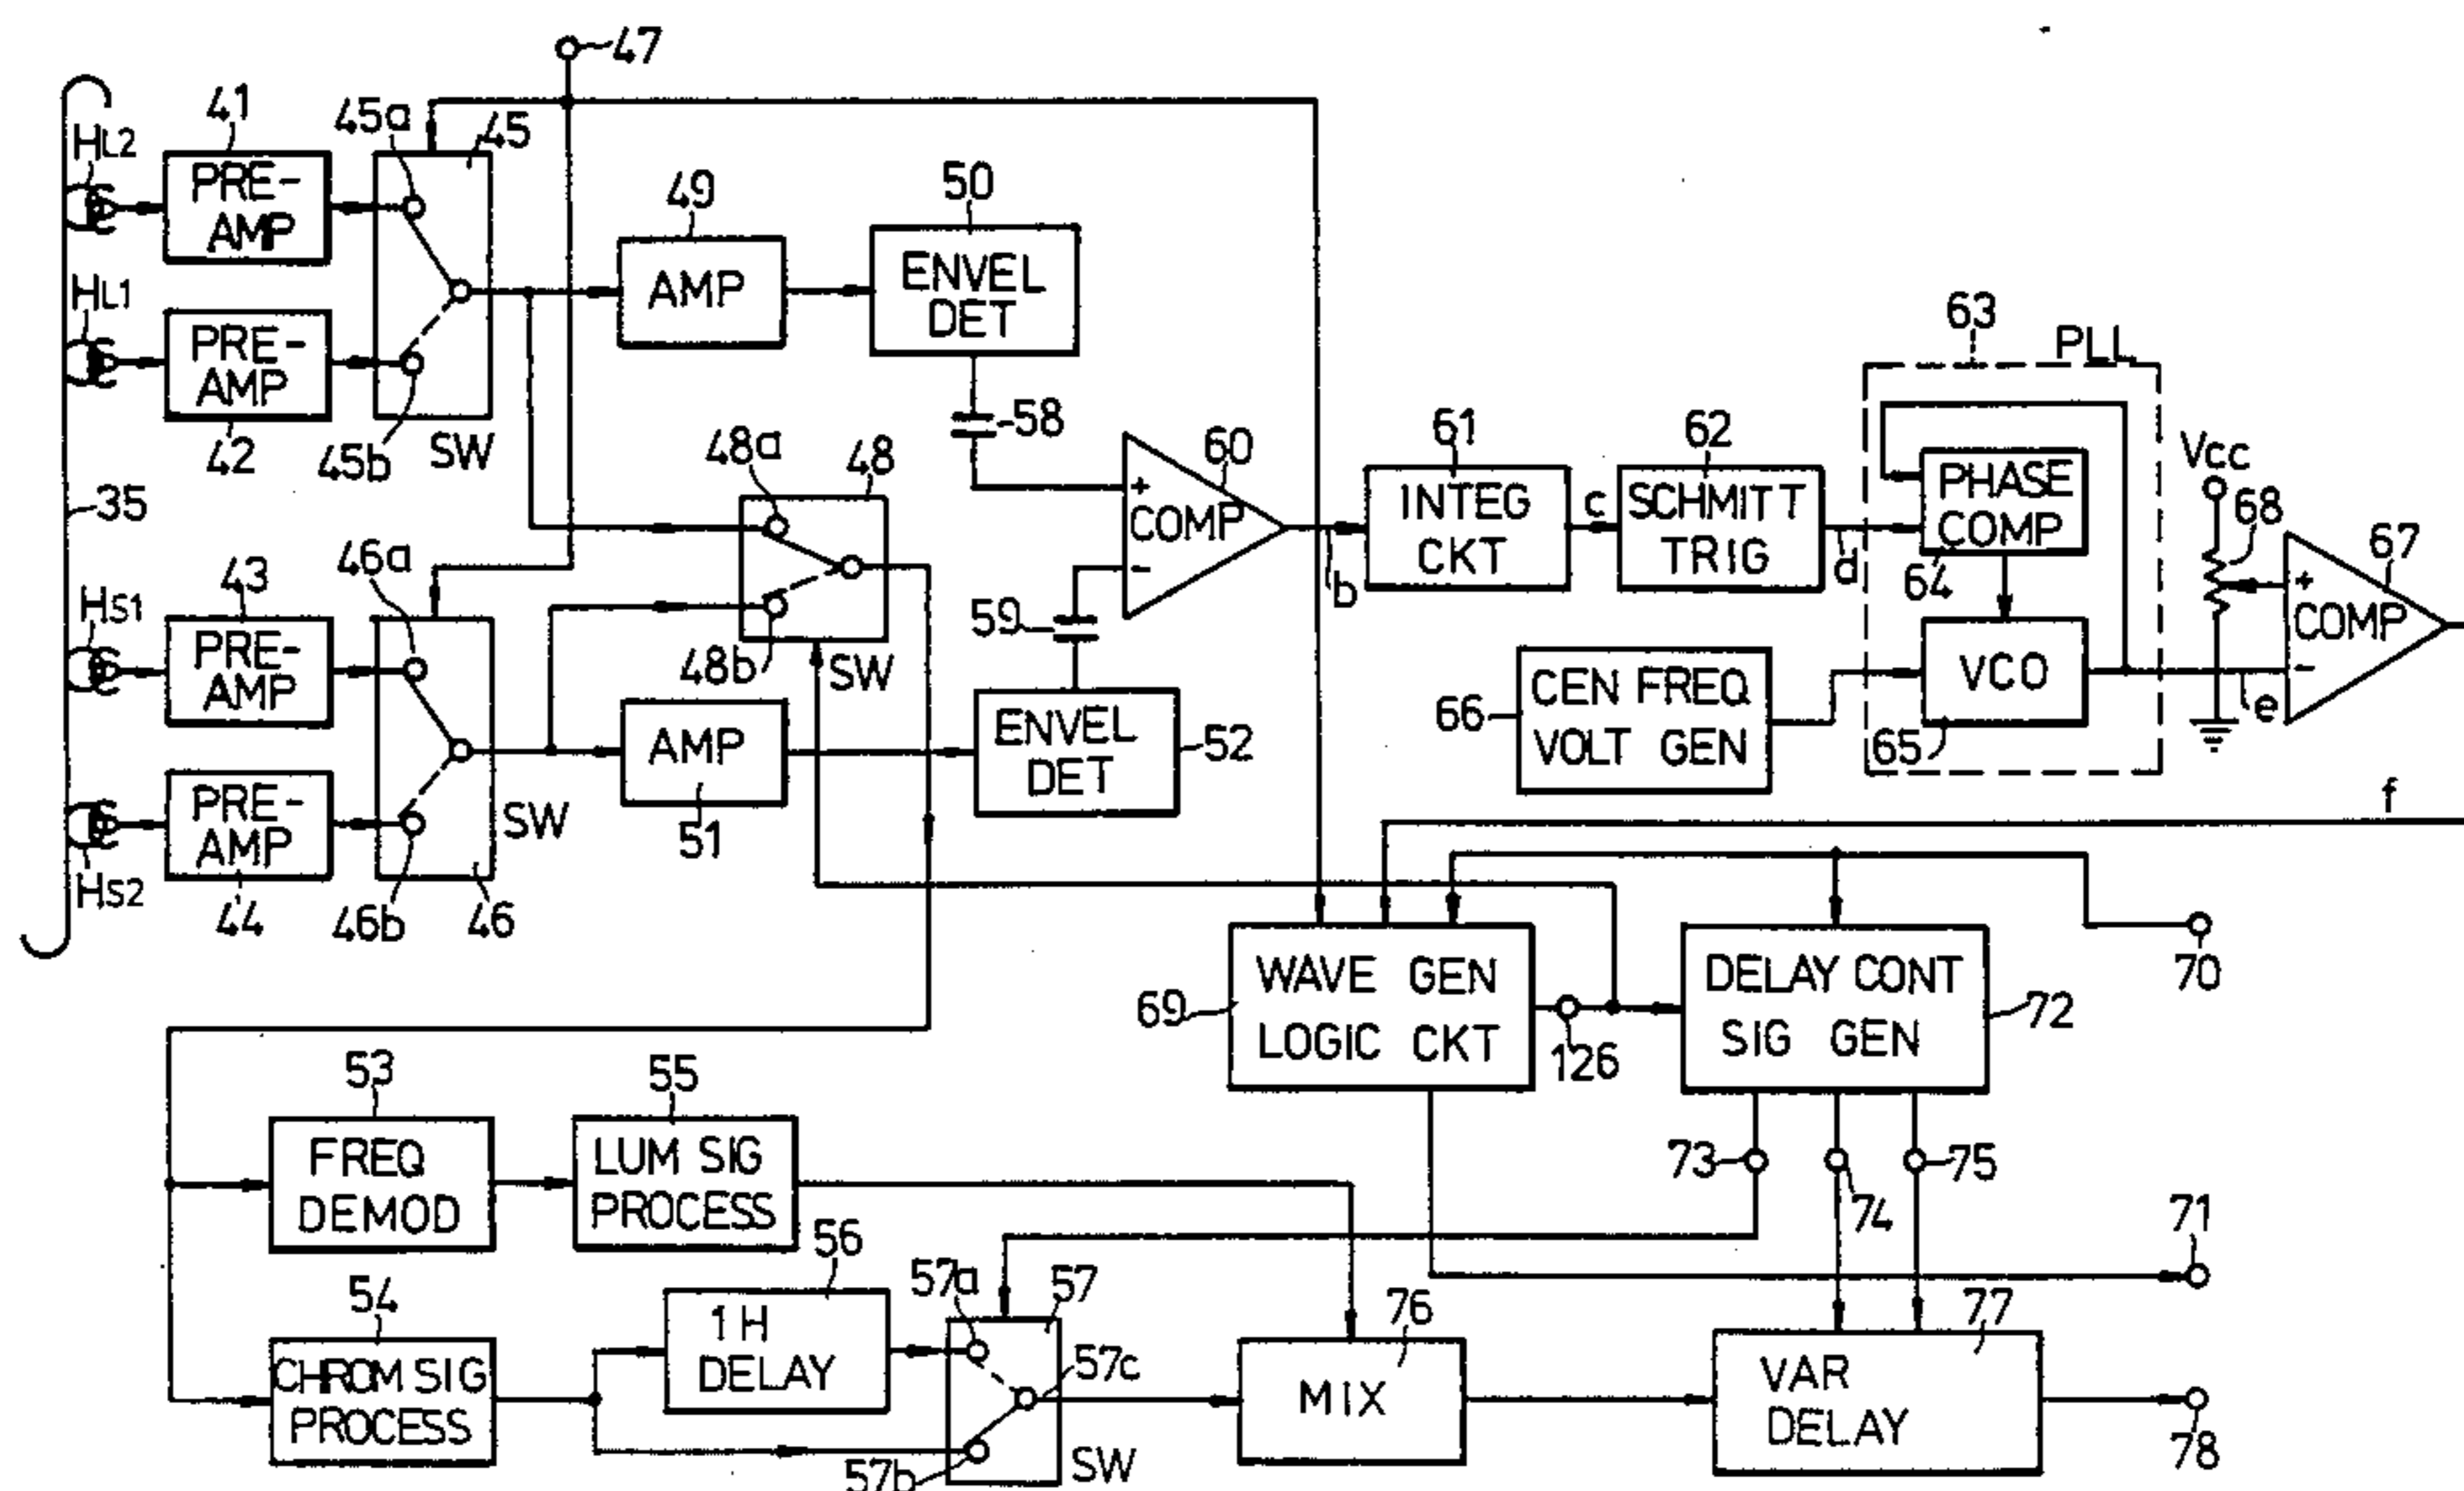 47
41
45a
45
HL2
PRE-
AMP
49
50
HL1
AMP
ENVEL
DET
PRE-
AMP
63
PLL
42
45b
SW
58
48a
48
60
61
62
Vcc
68
35
+
COMP
-
INTEG
CKT
c
SCHMITT
TRIG
d
PHASE
COMP
64
67
+
COMP
-
b
43
46a
HS1
PRE-
AMP
59
48b
SW
66
CEN FREQ
VOLT GEN
VCO
65
e
AMP
51
ENVEL
DET
52
HS2
PRE-
AMP
SW
44
46b
46
f
70
69
WAVE GEN
LOGIC CKT
126
DELAY CONT
SIG GEN
72
53
55
FREQ
DEMOD
LUM SIG
PROCESS
73
74
75
71
56
54
57a
57
1H
DELAY
76
77
CHROM SIG
PROCESS
57c
MIX
VAR
DELAY
57b
SW
78